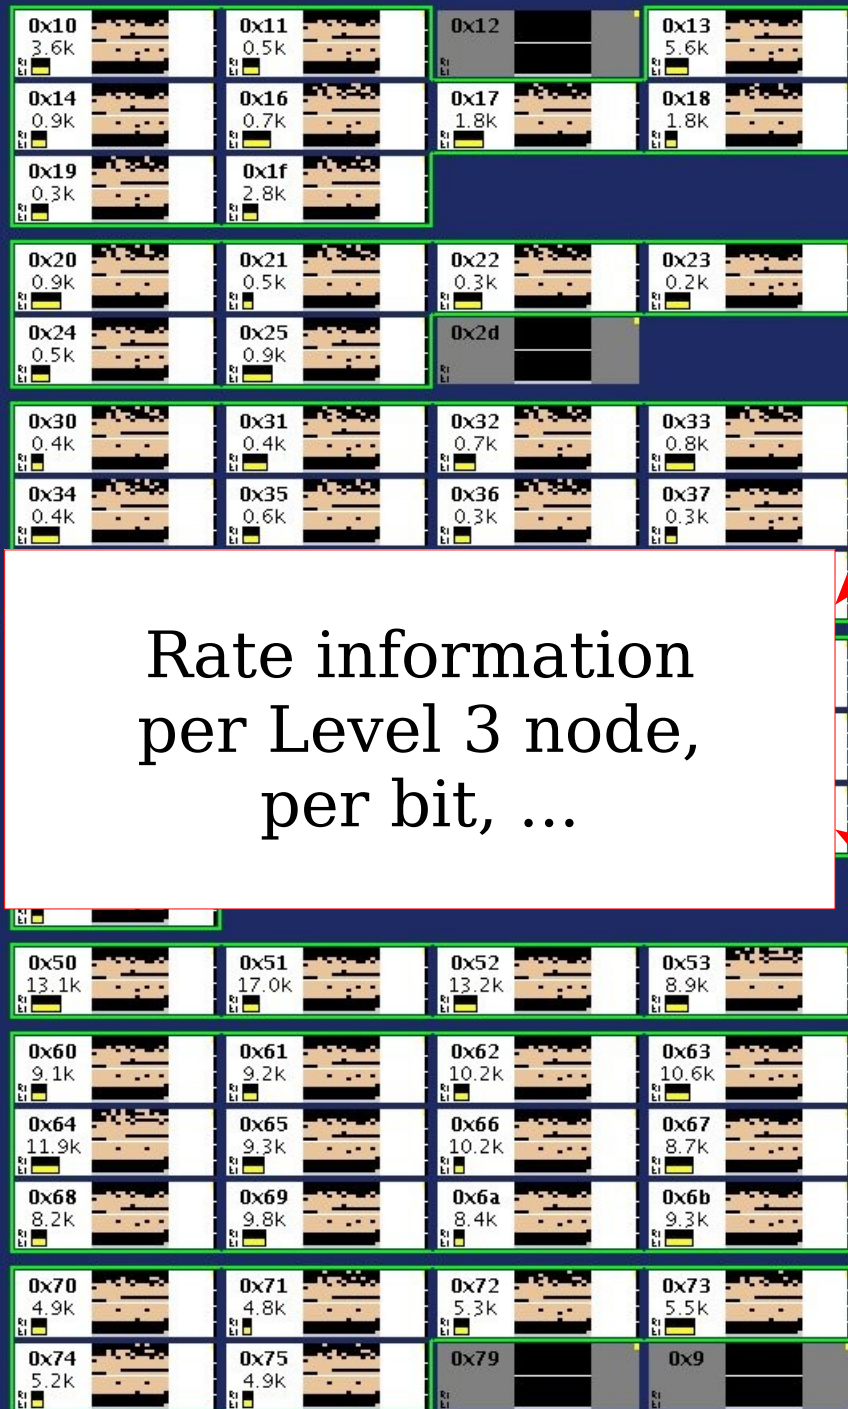 0x10 0x11 0x12 0x13
3.6k 0.5k 5.6k
0x14 0x16 0x17 0x18
0.9k 0.7k 1.8k 1.8k
0x19 0x1f
0.3k 2.8k
0x20 0x21 0x22 0x23
0.9k 0.5k 0.3k 0.2k
0x24 0x25 0x2d
0.5k 0.9k
0x30 0x31 0x32 0x33
0.4k 0.4k 0.7k 0.8k
0x34 0x35 0x36 0x37
0.4k 0.6k 0.3k 0.3k
Rate information
per Level 3 node,
per bit, ...
0x50 0x51 0x52 0x53
13.1k 17.0k 13.2k 8.9k
0x60 0x61 0x62 0x63
9.1k 9.2k 10.2k 10.6k
0x64 0x65 0x66 0x67
11.9k 9.3k 10.2k 8.7k
0x68 0x69 0x6a 0x6b
8.2k 9.8k 8.4k 9.3k
0x70 0x71 0x72 0x73
4.9k 4.8k 5.3k 5.5k
0x74 0x75 0x79 0x9
5.2k 4.9k